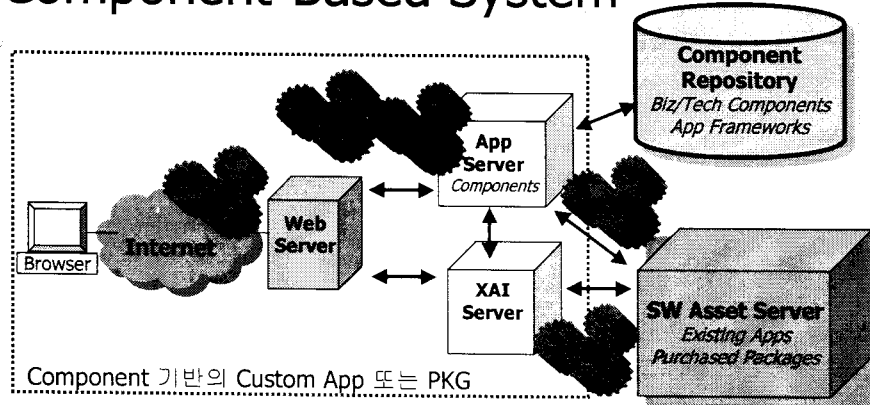 Component Based System
Component
Repository
Biz/Tech Components
App Frameworks
App
Server
Components
Web
Server
Internet
Browser
XAI
Server
SW Asset Server
Existing Apps
Purchased Packages
Component 기반의 Custom App 또는 PKG